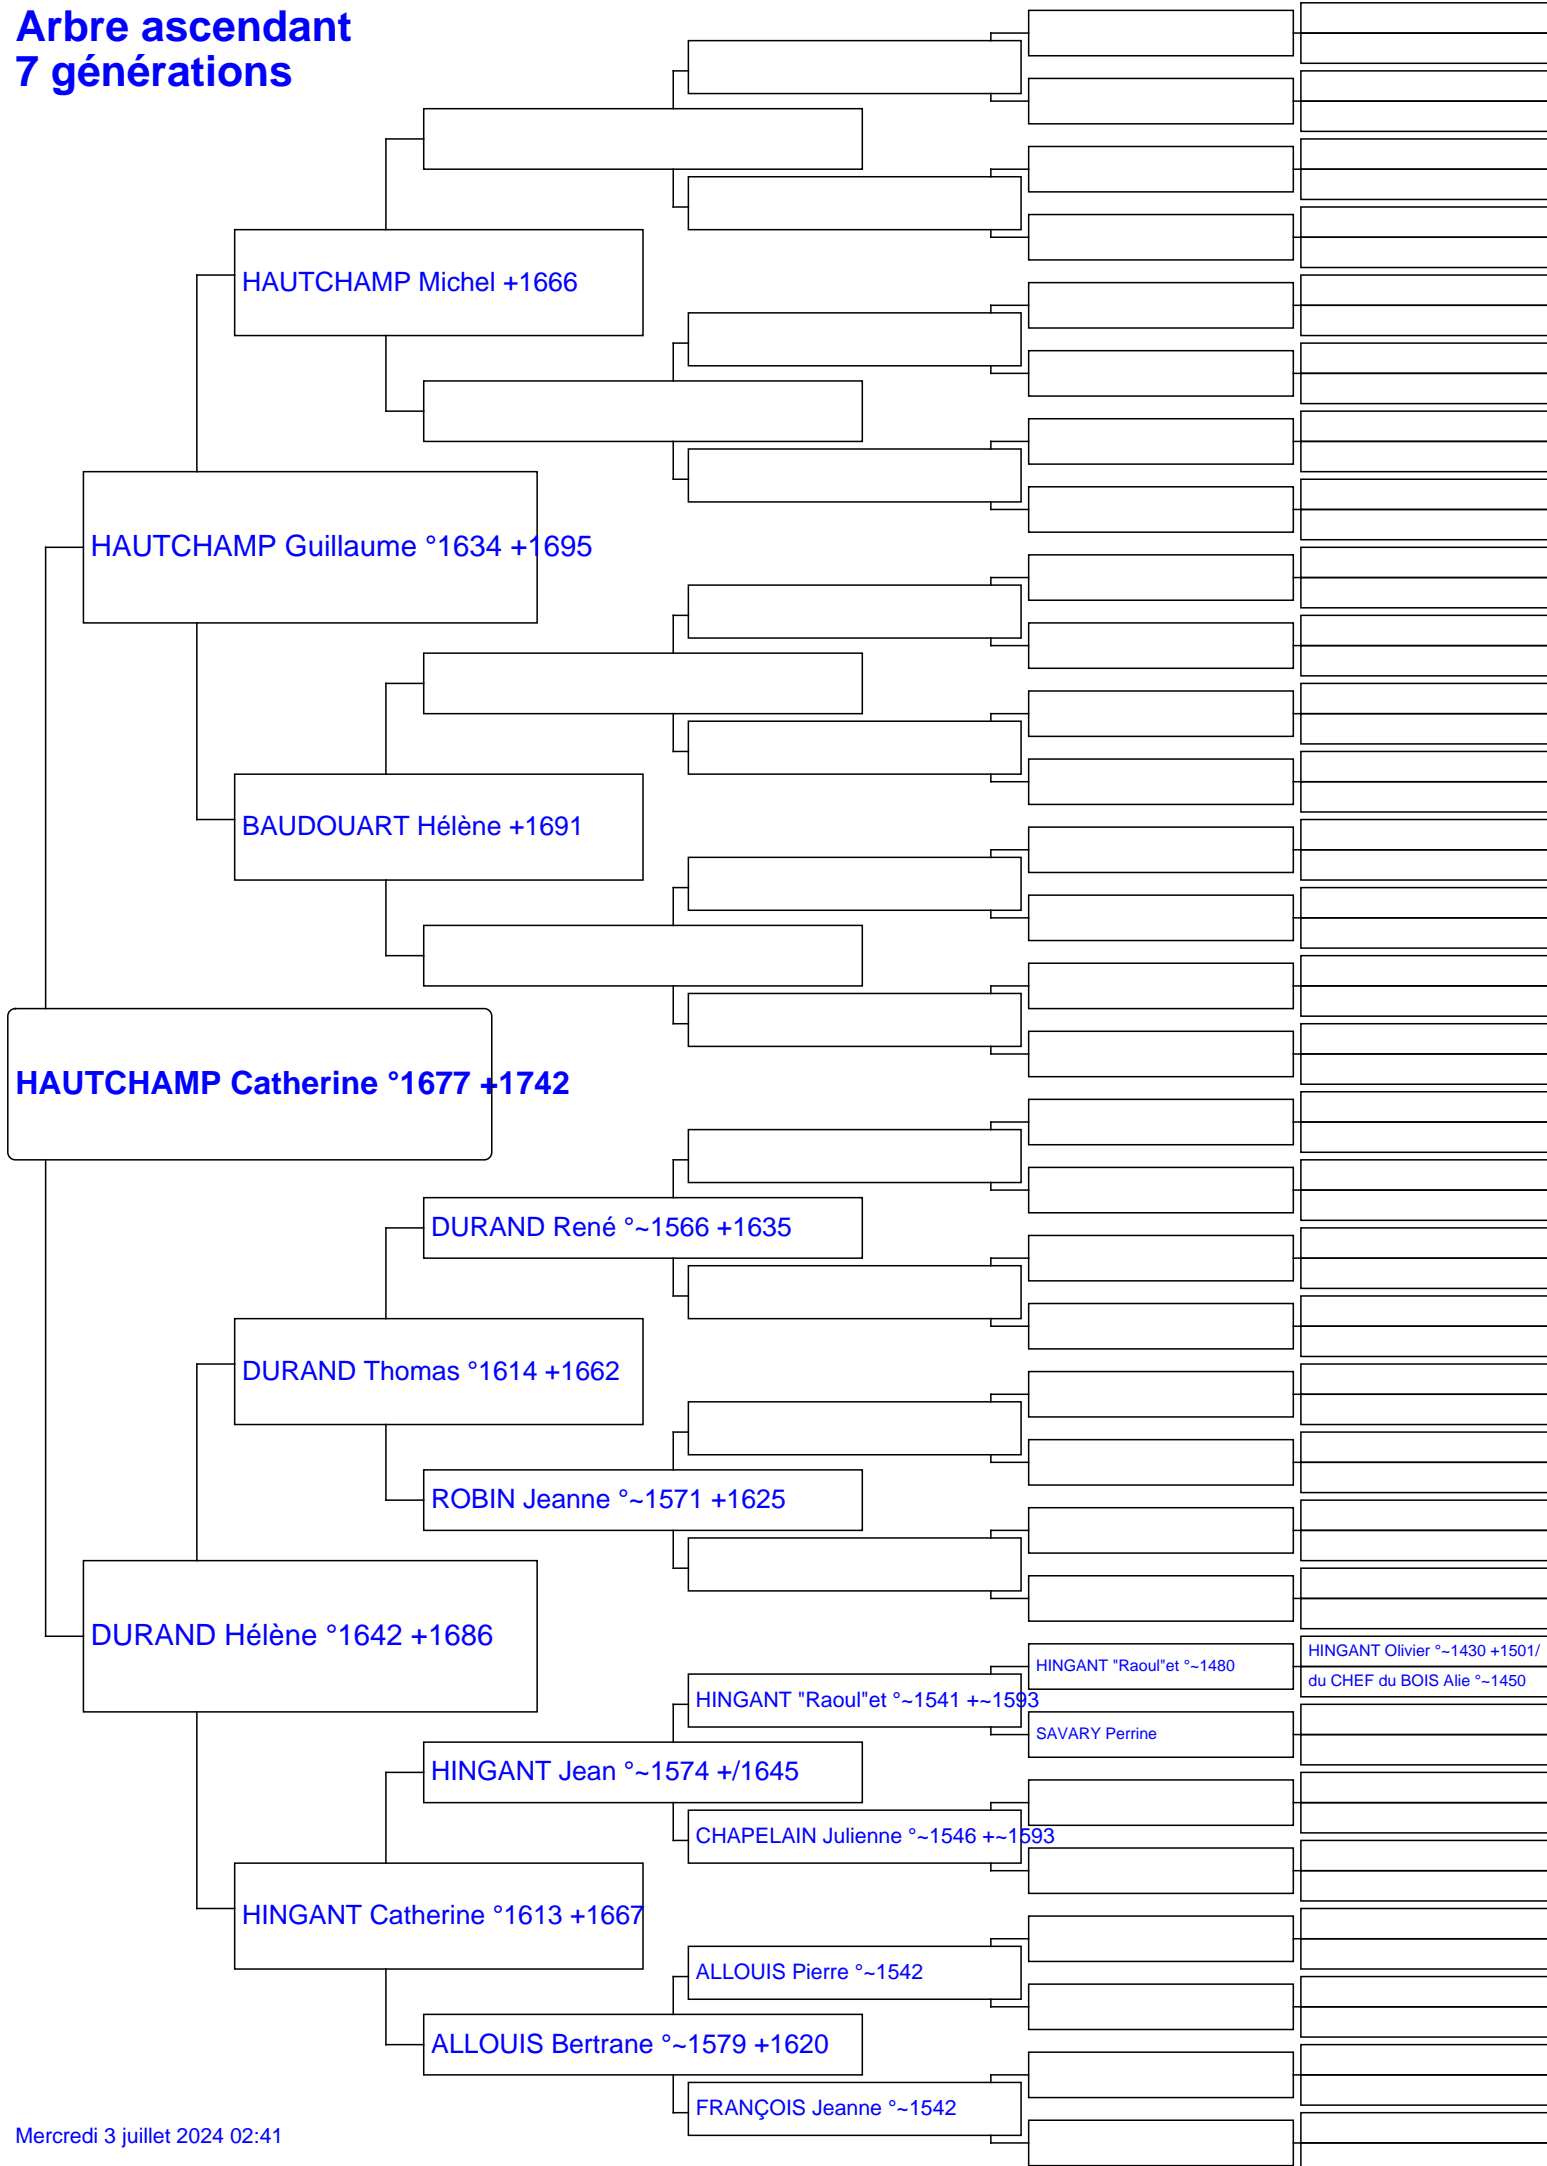 Arbre ascendant
7 générations
HAUTCHAMP Michel +1666
HAUTCHAMP Guillaume °1634 +1695
BAUDOUART Hélène +1691
HAUTCHAMP Catherine °1677 +1742
DURAND René °~1566 +1635
DURAND Thomas °1614 +1662
ROBIN Jeanne °~1571 +1625
DURAND Hélène °1642 +1686
HINGANT Olivier °~1430 +1501/
HINGANT "Raoul"et °~1480
du CHEF du BOIS Alie °~1450
HINGANT "Raoul"et °~1541 +~1593
SAVARY Perrine
HINGANT Jean °~1574 +/1645
CHAPELAIN Julienne °~1546 +~1593
HINGANT Catherine °1613 +1667
ALLOUIS Pierre °~1542
ALLOUIS Bertrane °~1579 +1620
FRANÇOIS Jeanne °~1542
Mercredi 3 juillet 2024 02:41